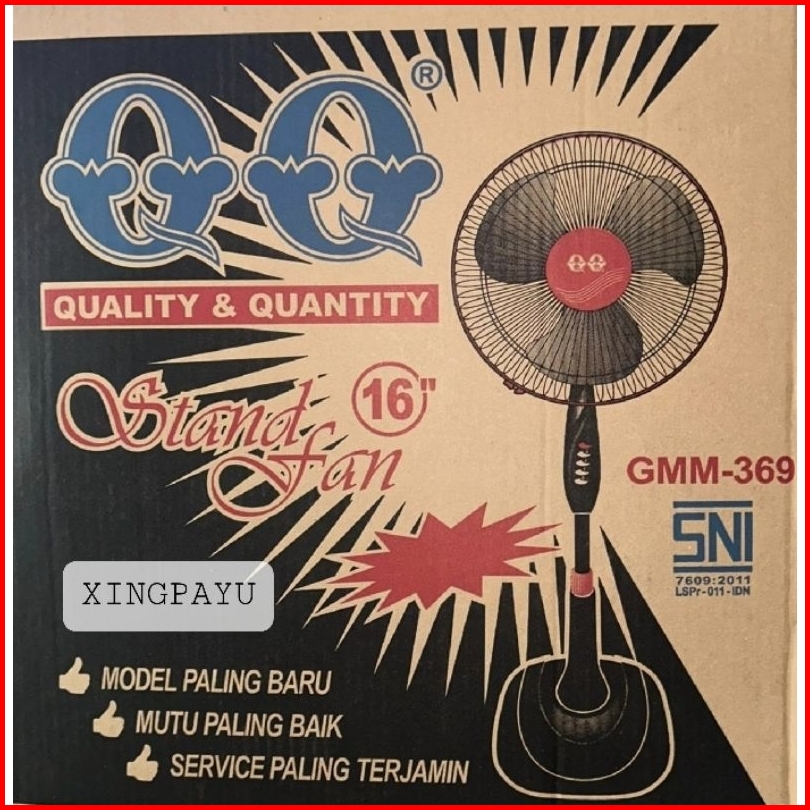 QQ®
QUALITY & QUANTITY
QQ
Stand
16"
Fan
GMM-369
SNI
7609:2011
LSPr-011-IDN
XINGPAYU
MODEL PALING BARU
MUTU PALING BAIK
SERVICE PALING TERJAMIN